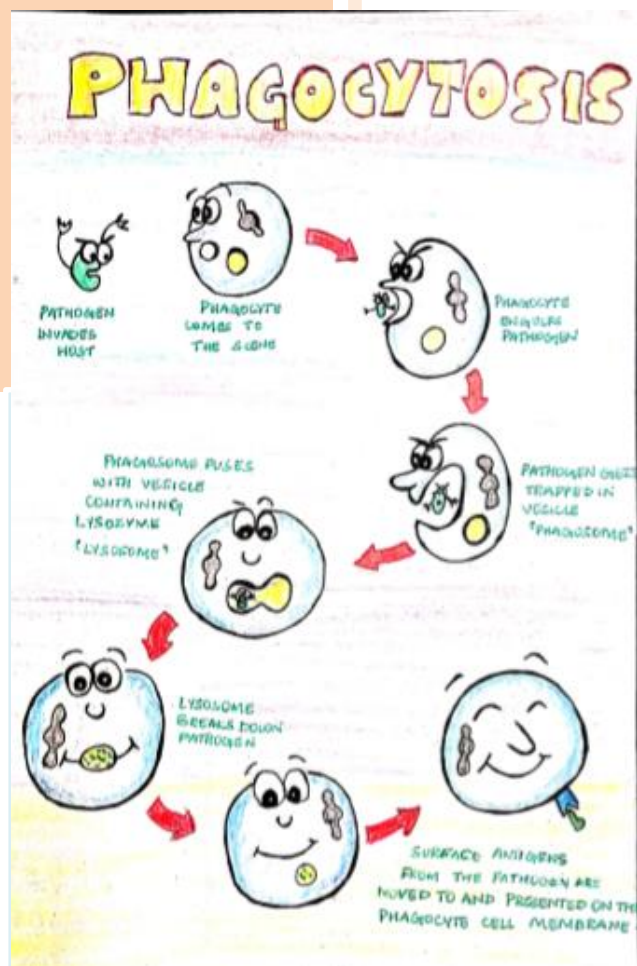 PHAGOCYTOSIS
PATHOGEN
INVADES
HOST
PHAGOCYTE
COMES TO
THE SCENE
PHAGOCYTE
ENGULFS
PATHOGEN
PATHOGEN GETS
TRAPPED IN
VESICLE
"PHAGOSOME"
PHAGOSOME FUSES
WITH VESICLE
CONTAINING
LYSOZYME
"LYSOSOME"
LYSOSOME
BREAKS DOWN
PATHOGEN
SURFACE ANTIGENS
FROM THE PATHOGEN ARE
MOVED TO AND PRESENTED ON THE
PHAGOCYTE CELL MEMBRANE.